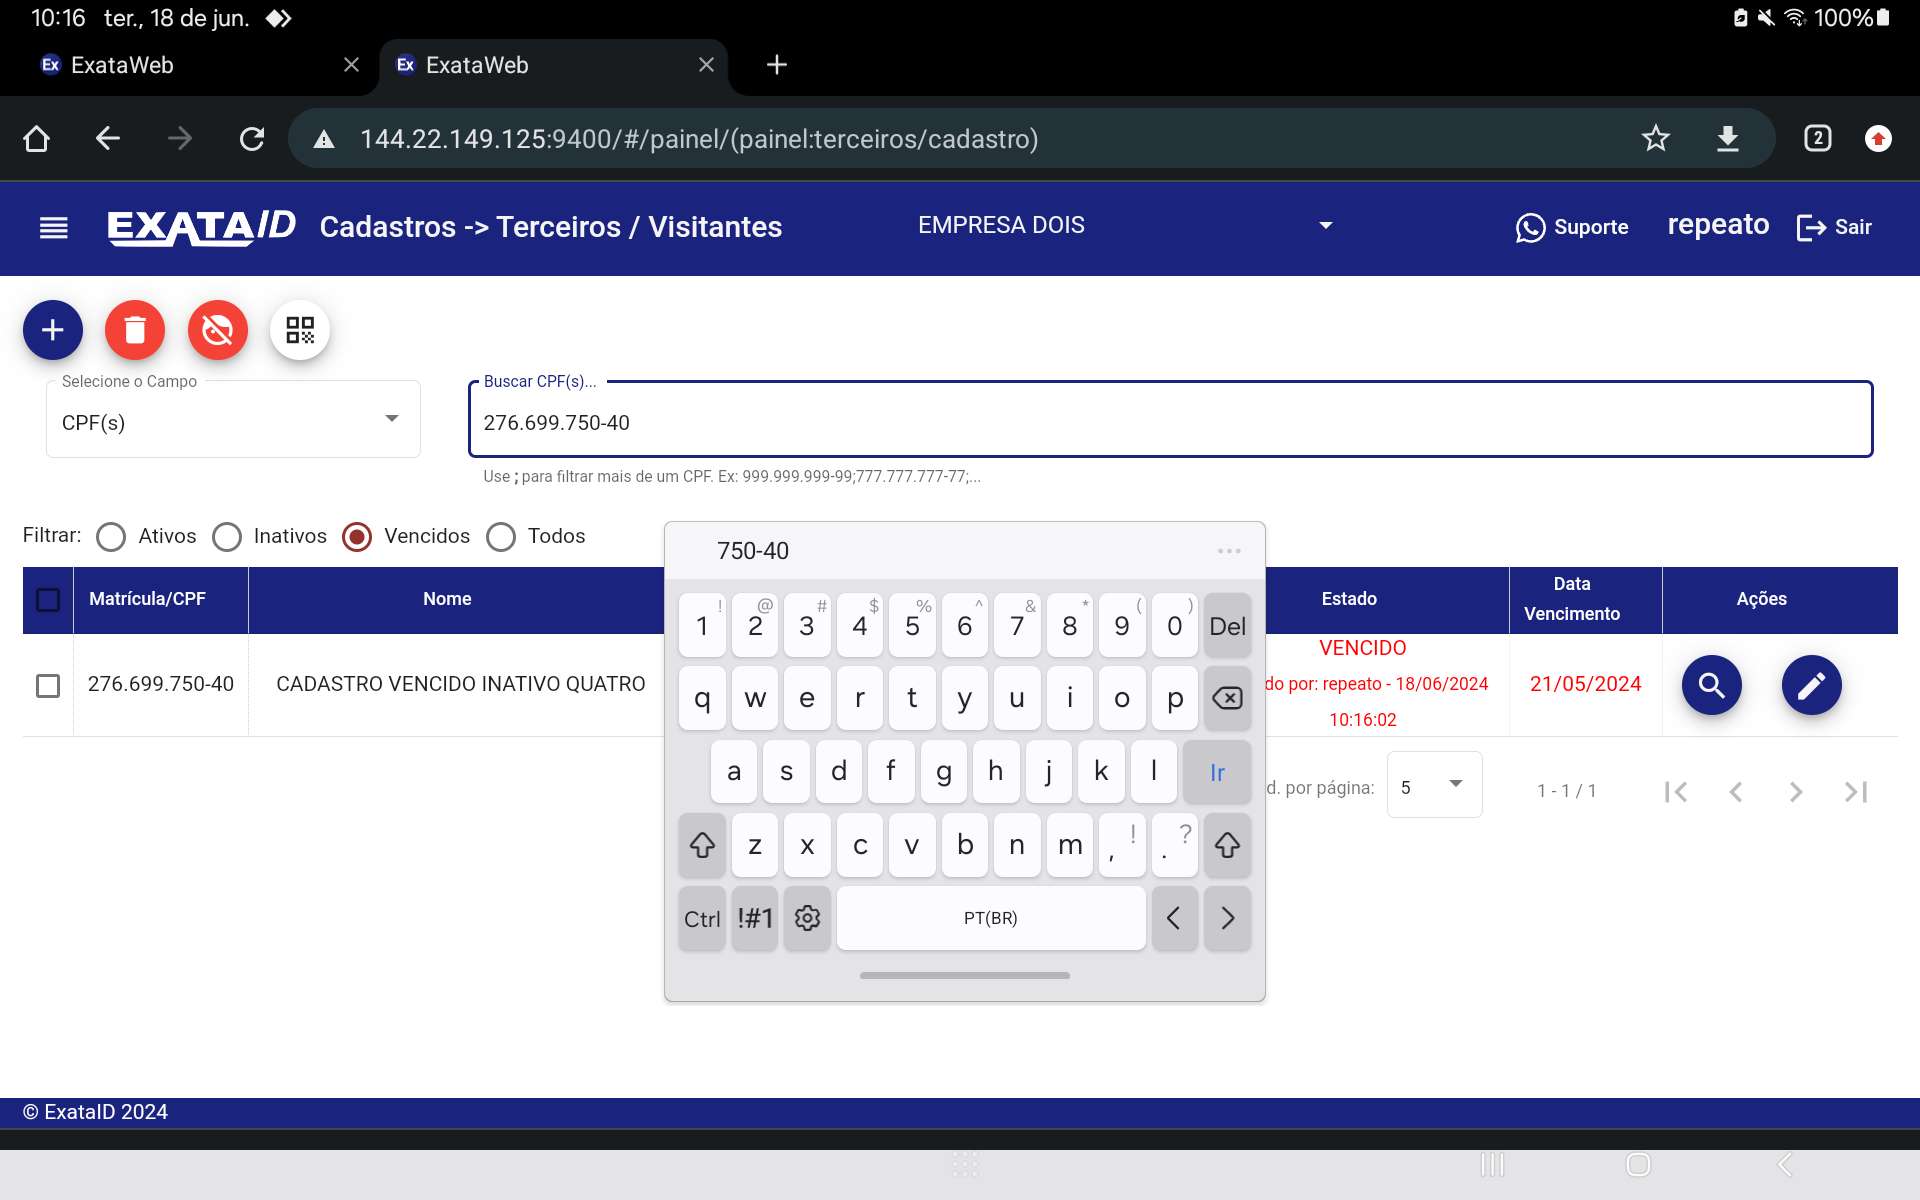 10:16 ter., 18 de jun. 100%
Ex ExataWeb Ex ExataWeb
144.22.149.125:9400/#/painel/(painel:terceiros/cadastro) 2
EXATAID Cadastros -> Terceiros / Visitantes EMPRESA DOIS Suporte repeato Sair
Selecione o Campo Buscar CPF(s)...
CPF(s) 276.699.750-40
Use ; para filtrar mais de um CPF. Ex: 999.999.999-99;777.777.777-77;...
Filtrar: Ativos Inativos Vencidos Todos
Matrícula/CPF Nome Estado Data Vencimento Ações
276.699.750-40 CADASTRO VENCIDO INATIVO QUATRO VENCIDO
do por: repeato - 18/06/2024
10:16:02
21/05/2024
d. por página: 5 1 - 1 / 1
750-40
! @ # $ % ^ & * ( )
1 2 3 4 5 6 7 8 9 0 Del
q w e r t y u i o p
a s d f g h j k l Ir
z x c v b n m , ! . ?
Ctrl !#1 PT(BR)
© ExataID 2024